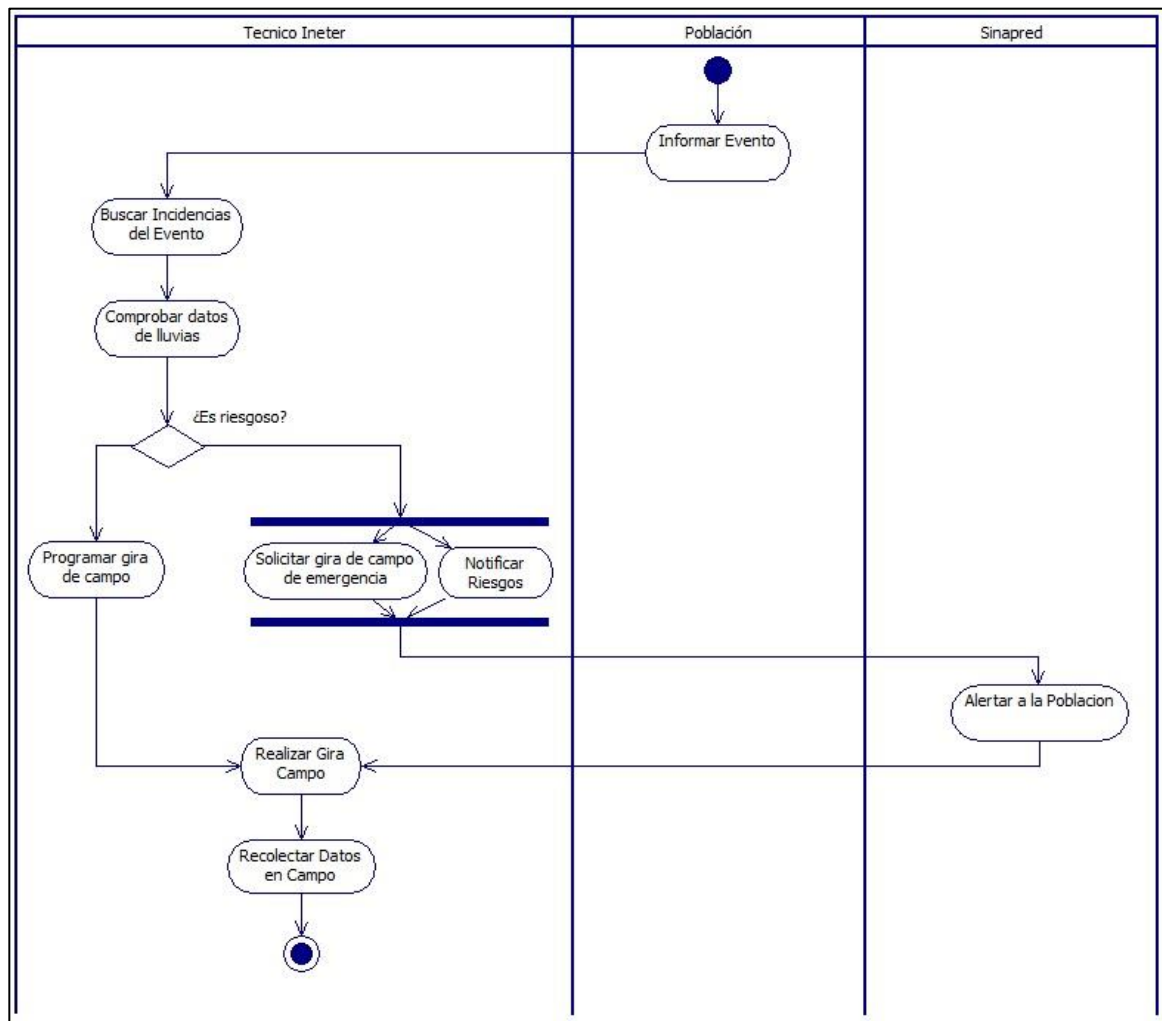 Tecnico Ineter
Población
Sinapred
Informar Evento
Buscar Incidencias
del Evento
Comprobar datos
de lluvias
¿Es riesgoso?
Programar gira
de campo
Solicitar gira de campo
de emergencia
Notificar
Riesgos
Alertar a la Poblacion
Realizar Gira
Campo
Recolectar Datos
en Campo